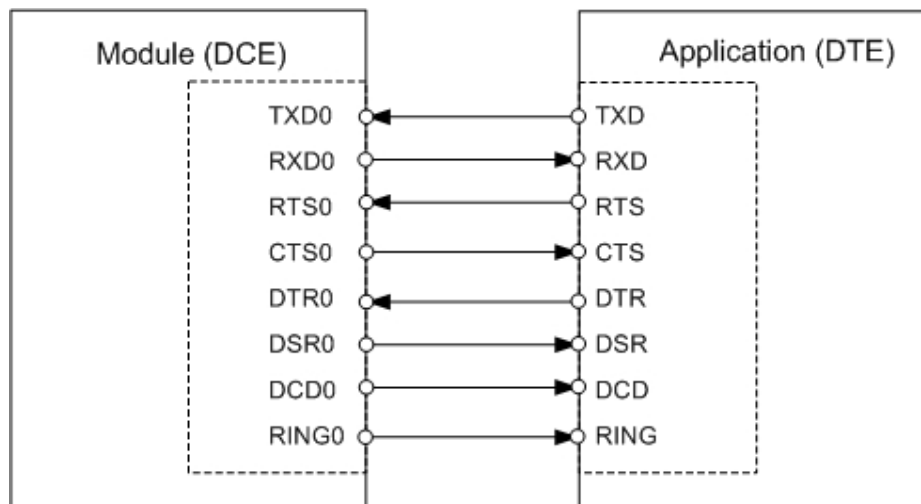 Module (DCE)
Application (DTE)
TXD0
TXD
RXD0
RXD
RTS0
RTS
CTS0
CTS
DTR0
DTR
DSR0
DSR
DCD0
DCD
RING0
RING